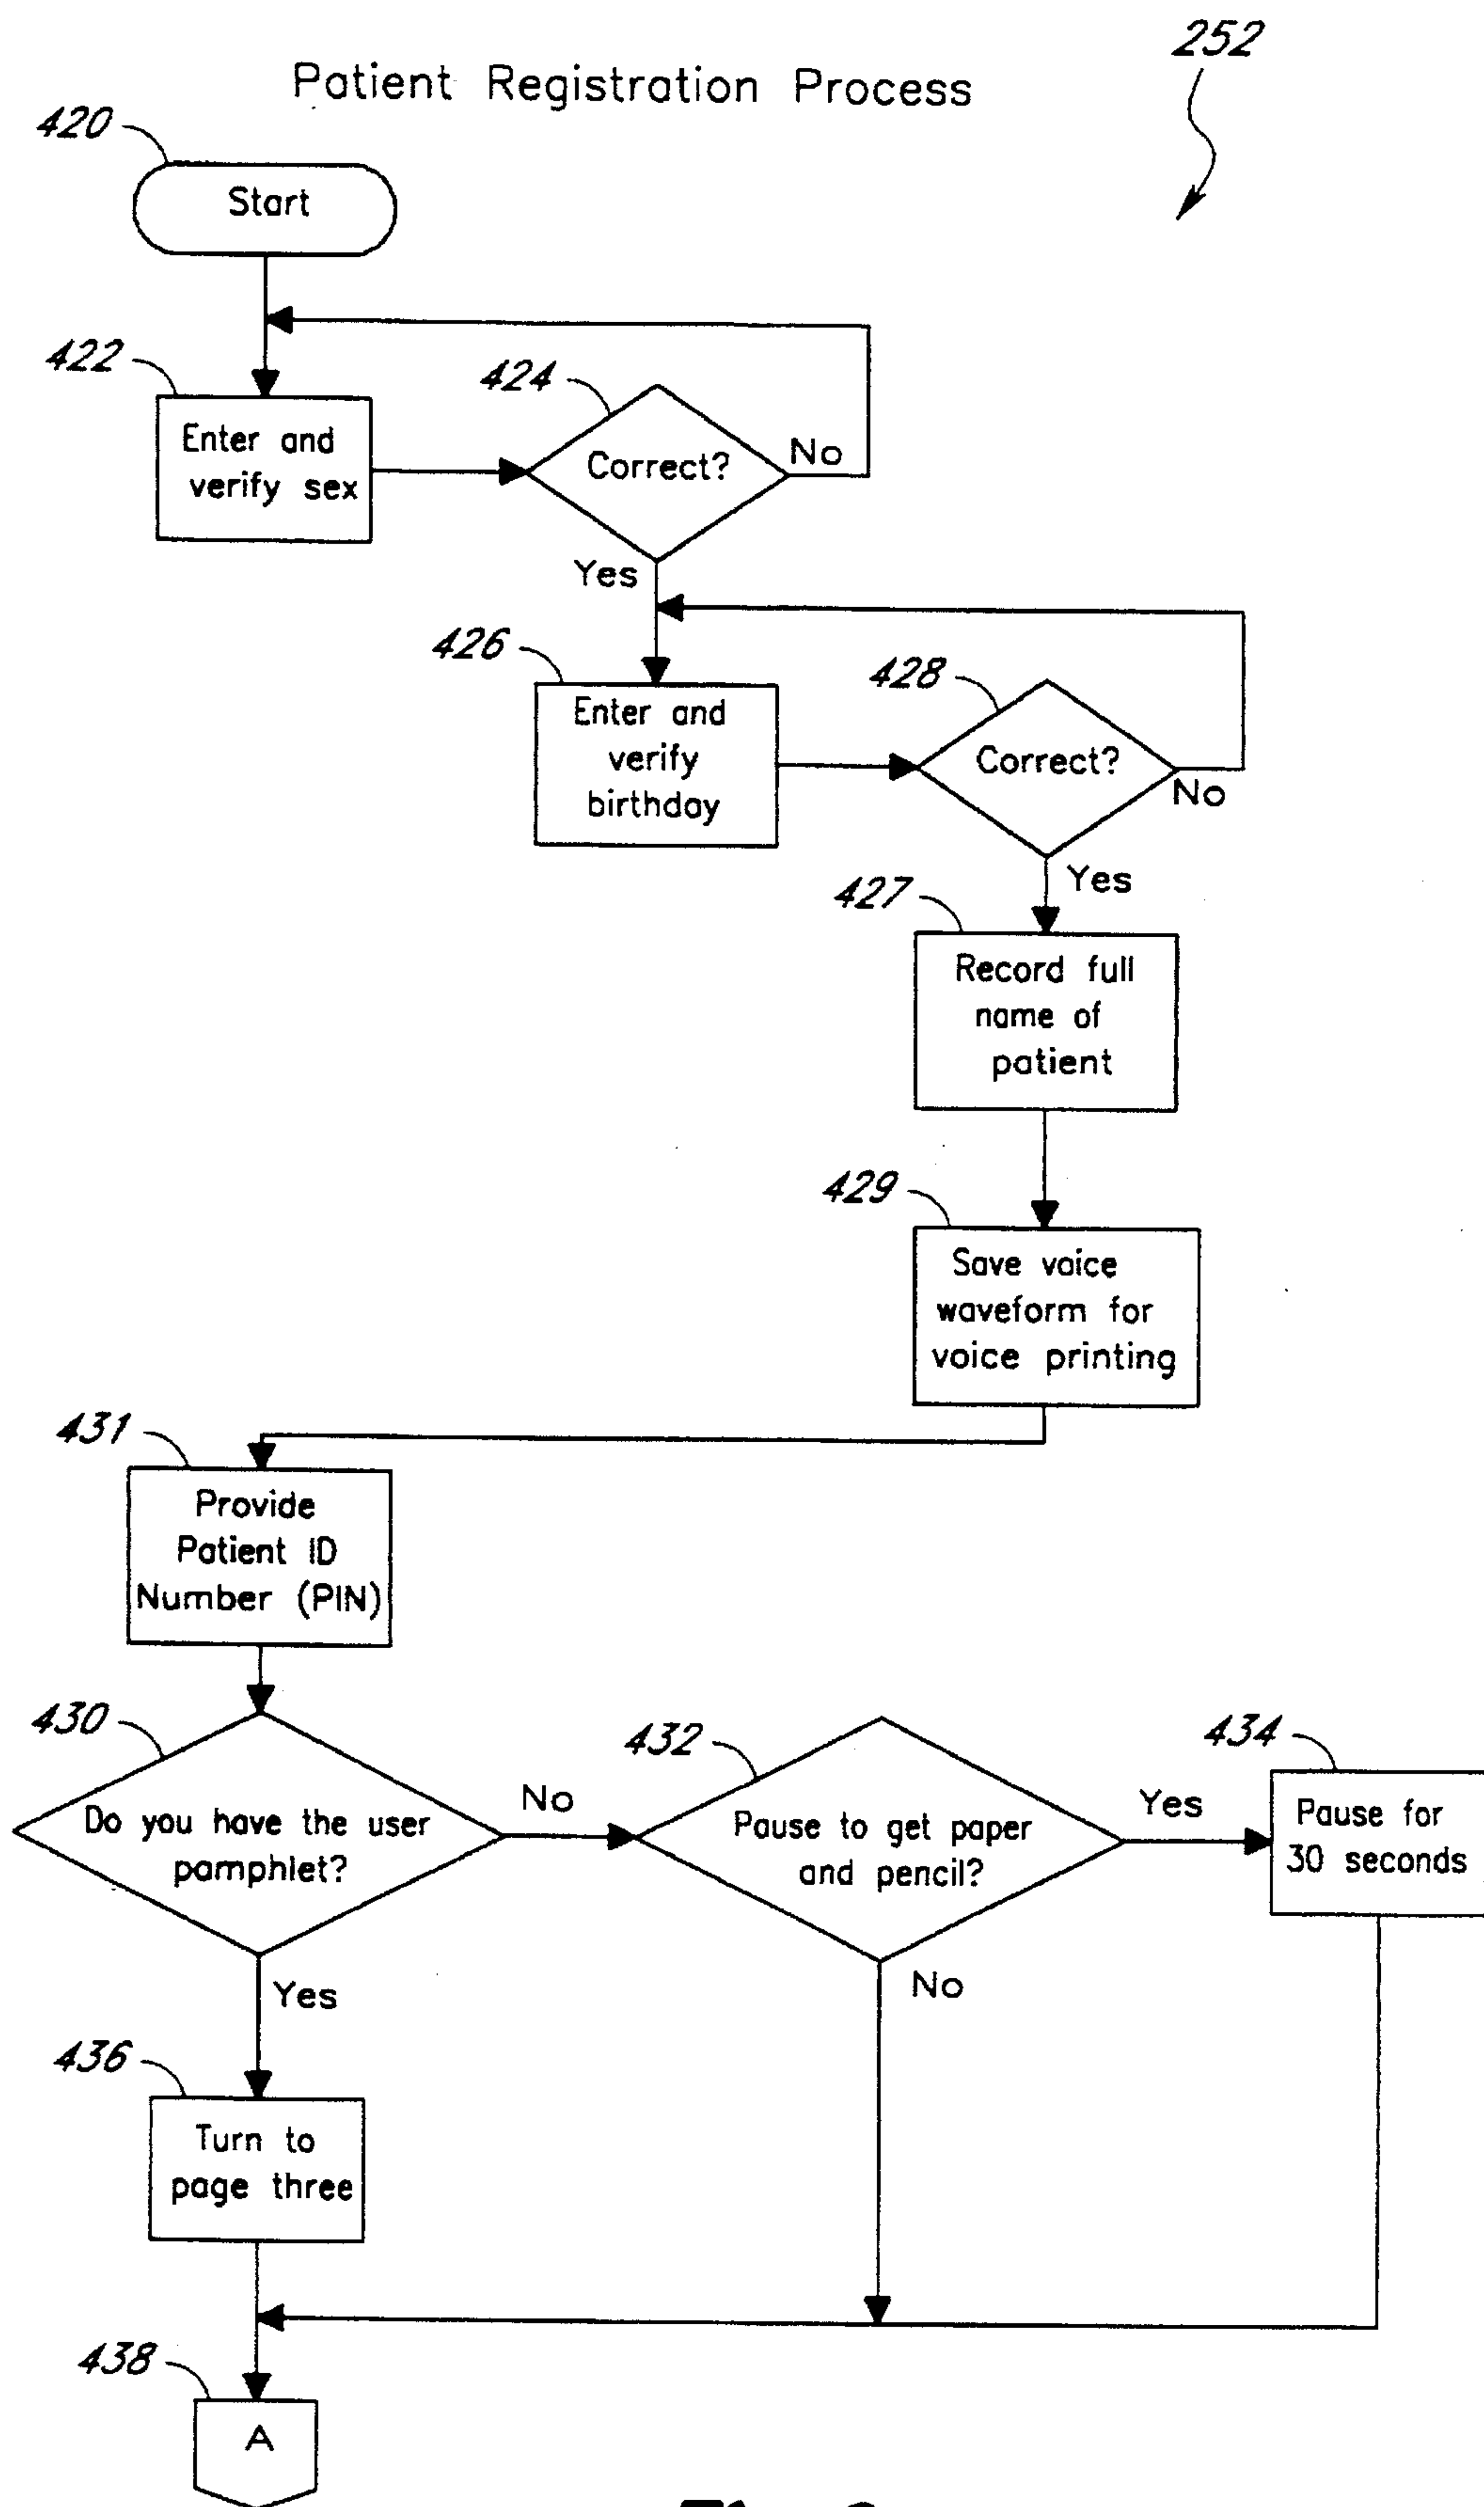 252
Patient Registration Process
420
Start
422
Enter and
verify sex
424
Correct?
No
Yes
426
Enter and
verify
birthday
428
Correct?
No
Yes
427
Record full
name of
patient
429
Save voice
waveform for
voice printing
431
Provide
Patient ID
Number (PIN)
430
Do you have the user
pamphlet?
No
Yes
432
Pause to get paper
and pencil?
Yes
No
434
Pause for
30 seconds
436
Turn to
page three
438
A